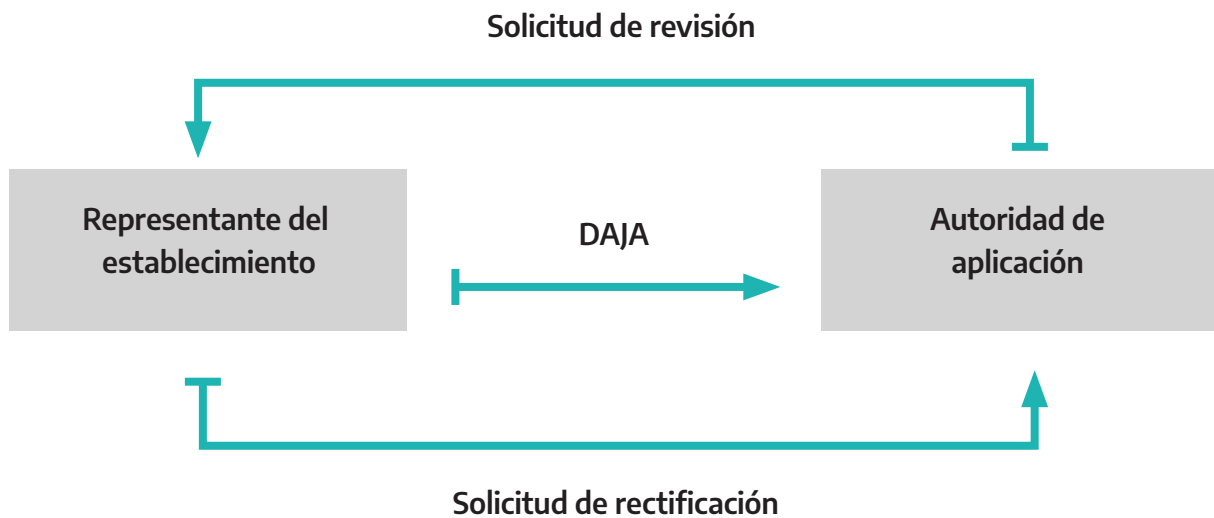 Solicitud de revisión
Representante del
establecimiento
DAJA
Autoridad de
aplicación
Solicitud de rectificación